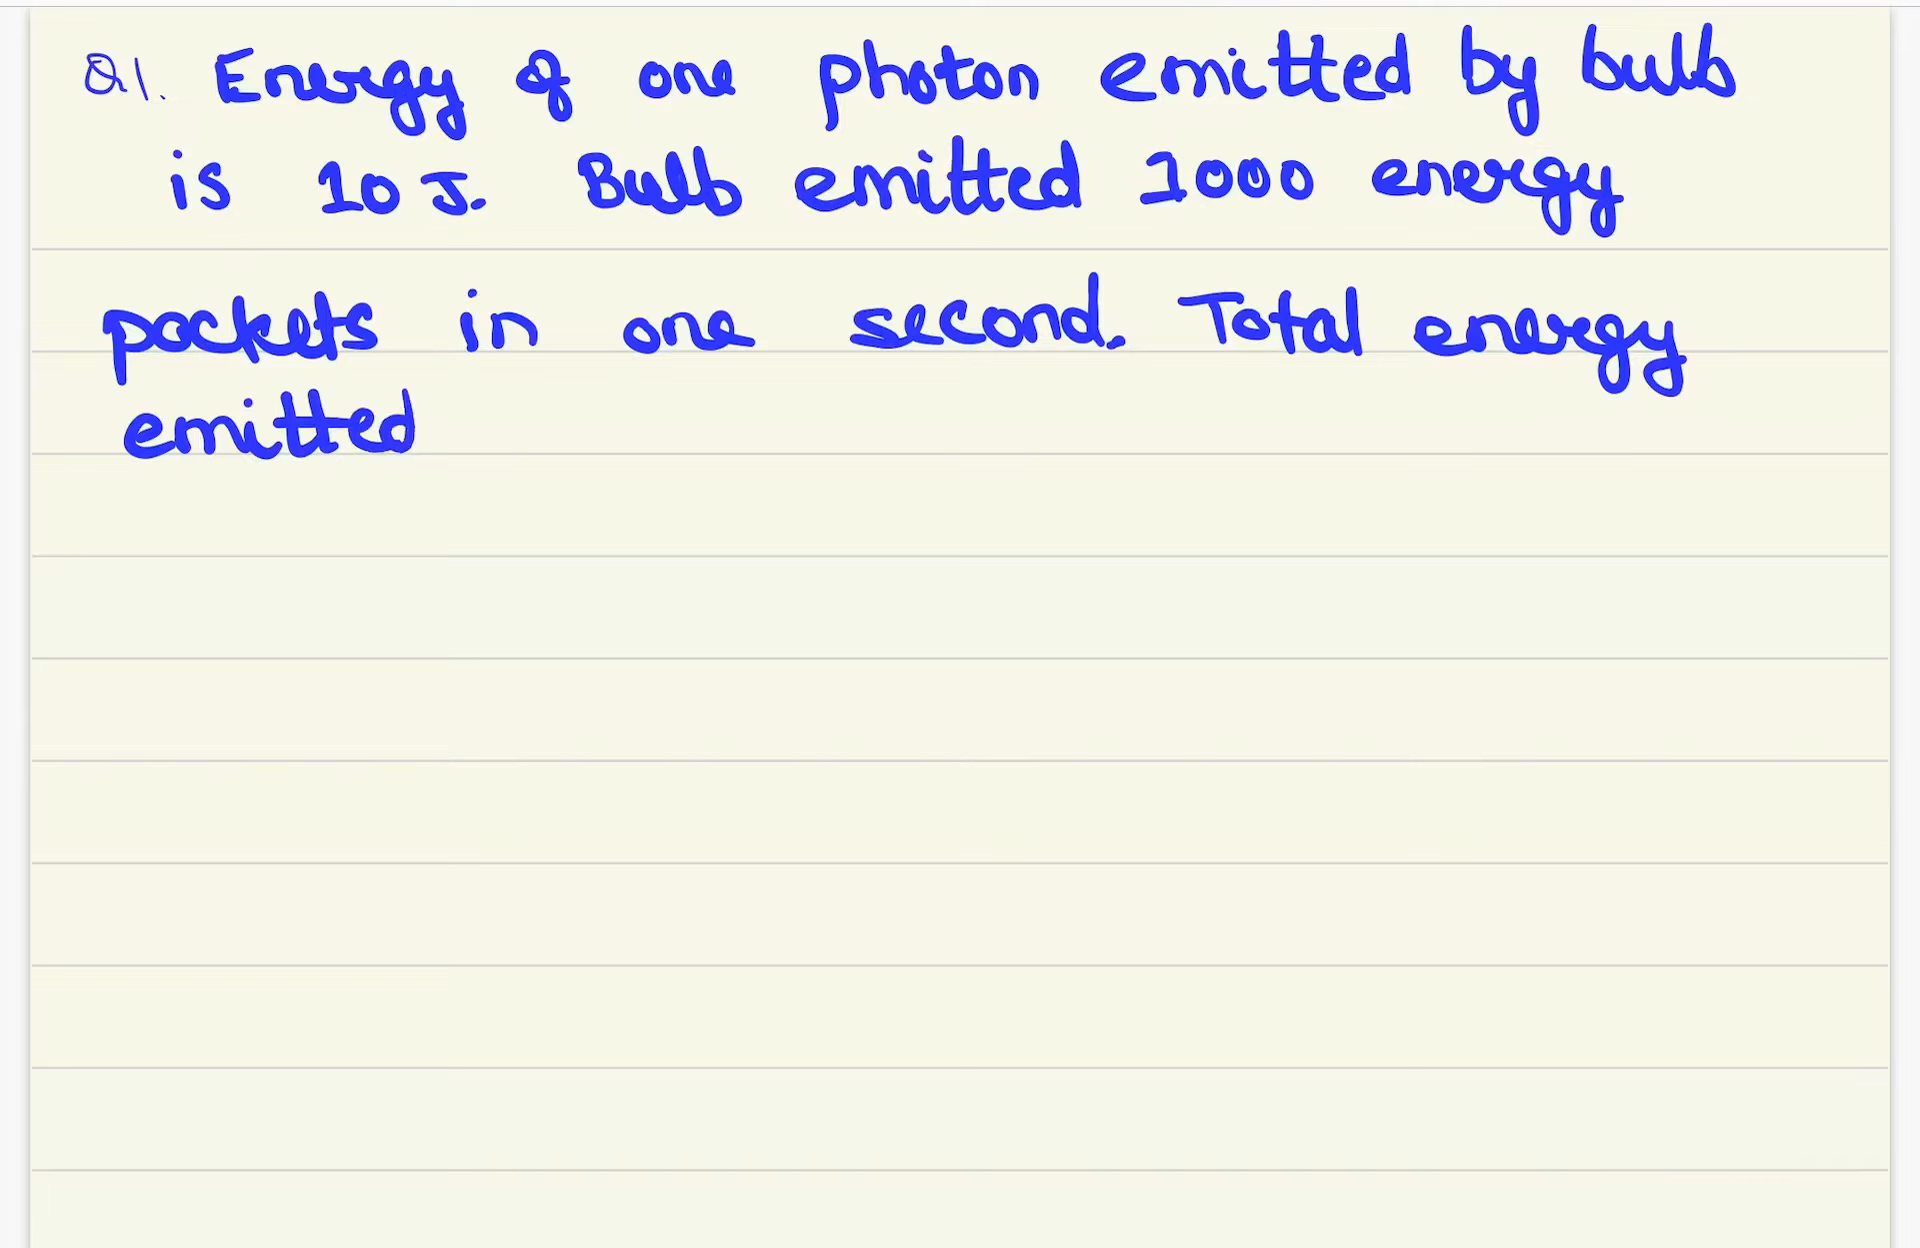 Q1. Energy of one photon emitted by bulb
is 10 J. Bulb emitted 1000 energy
packets in one second. Total energy
emitted